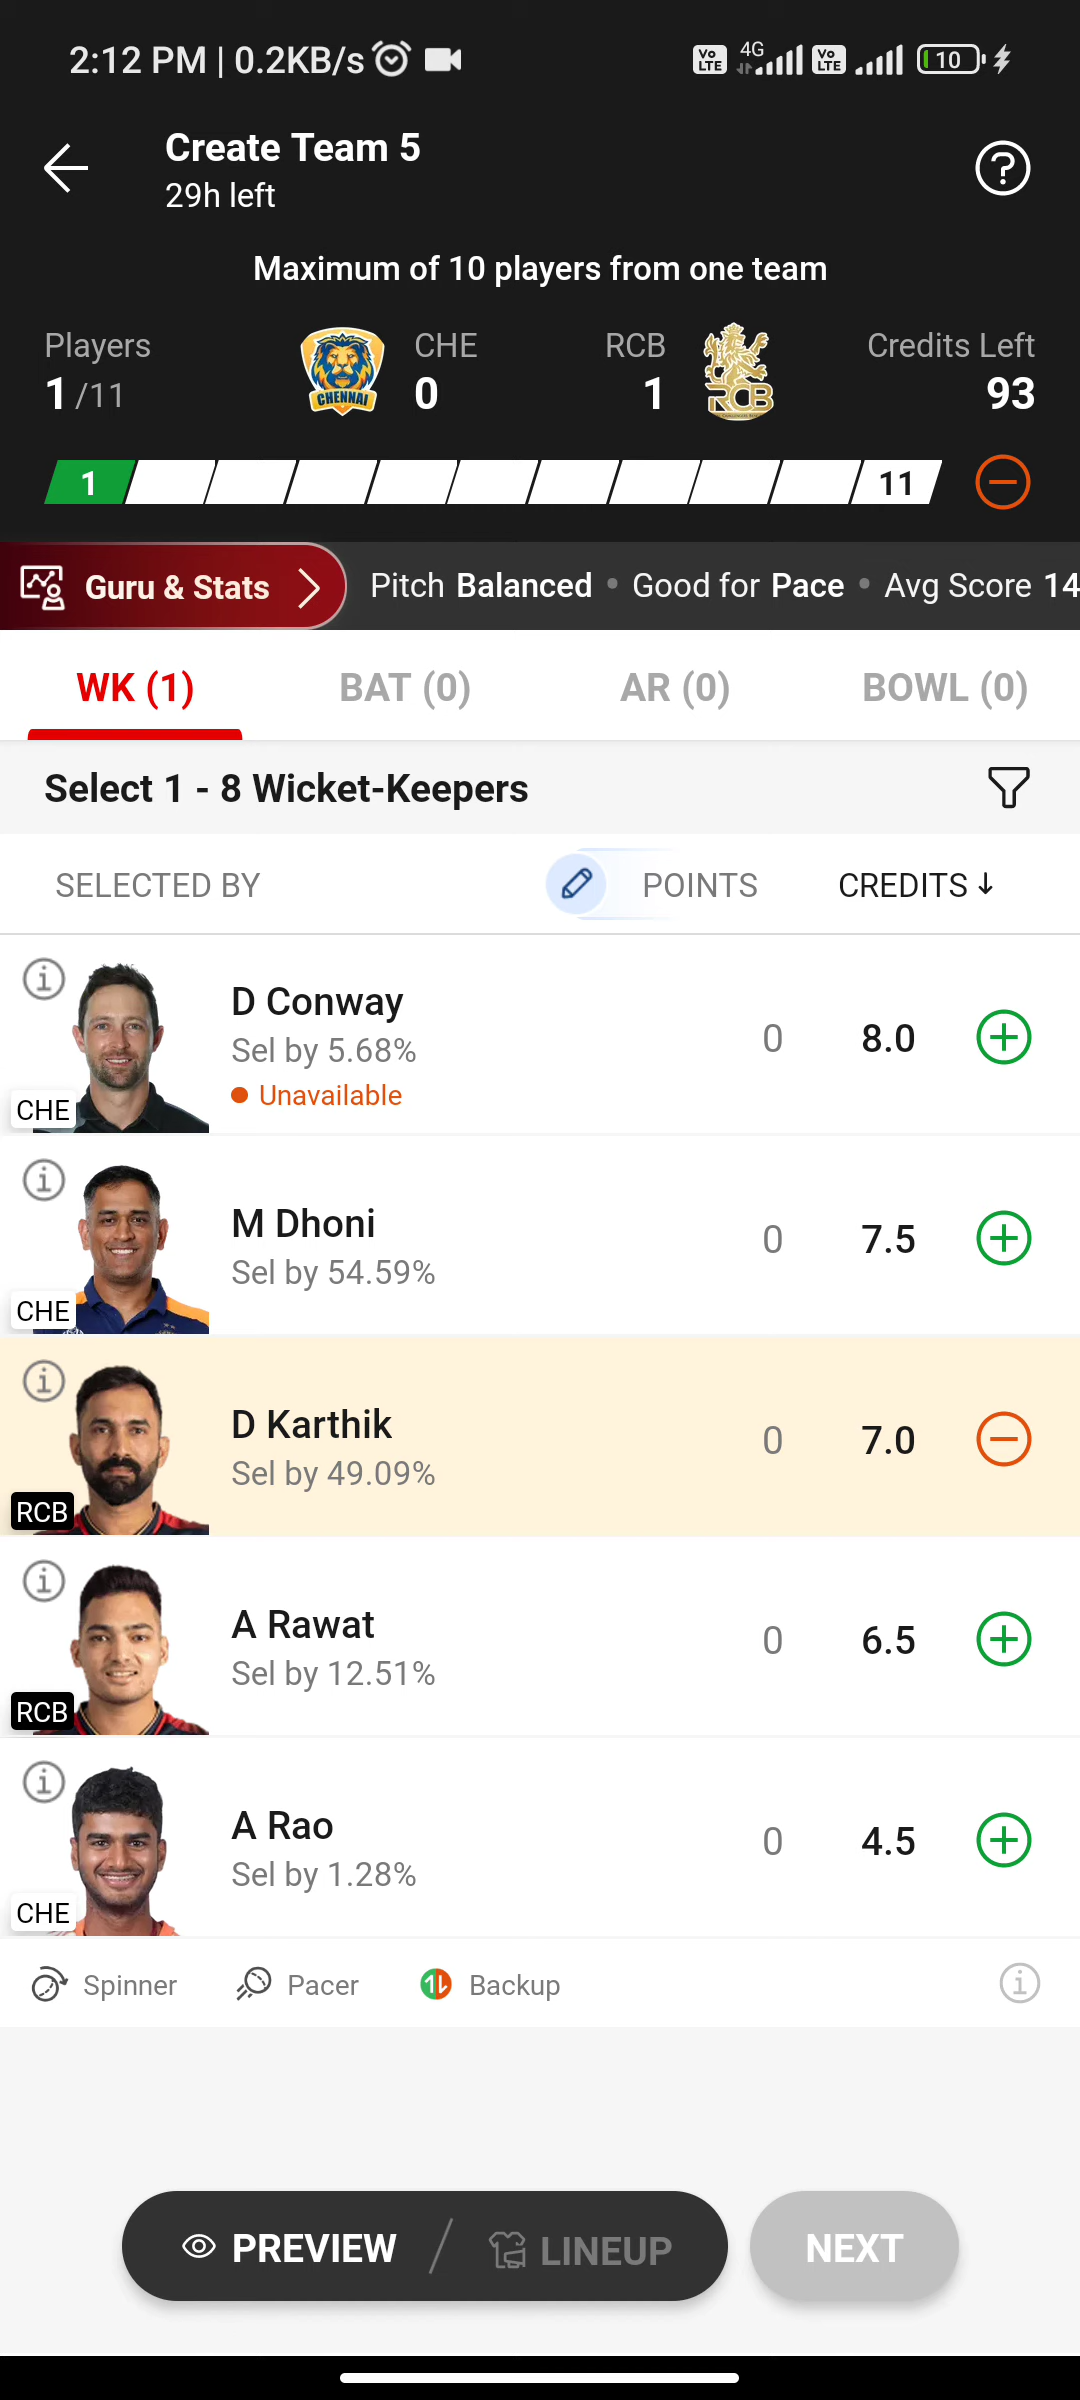 2:12 PM | 0.2KB/s
Vo LTE 4G Vo LTE 10
Create Team 5
29h left
Maximum of 10 players from one team
Players CHE RCB Credits Left
1 /11 CHENNAI 0 1 RCB 93
1 11
Guru & Stats Pitch Balanced • Good for Pace • Avg Score 14
WK (1) BAT (0) AR (0) BOWL (0)
Select 1 - 8 Wicket-Keepers
SELECTED BY POINTS CREDITS ↓
D Conway
Sel by 5.68%
Unavailable
0 8.0
CHE
M Dhoni
Sel by 54.59%
0 7.5
CHE
D Karthik
Sel by 49.09%
0 7.0
RCB
A Rawat
Sel by 12.51%
0 6.5
RCB
A Rao
Sel by 1.28%
0 4.5
CHE
Spinner Pacer Backup
PREVIEW / LINEUP NEXT